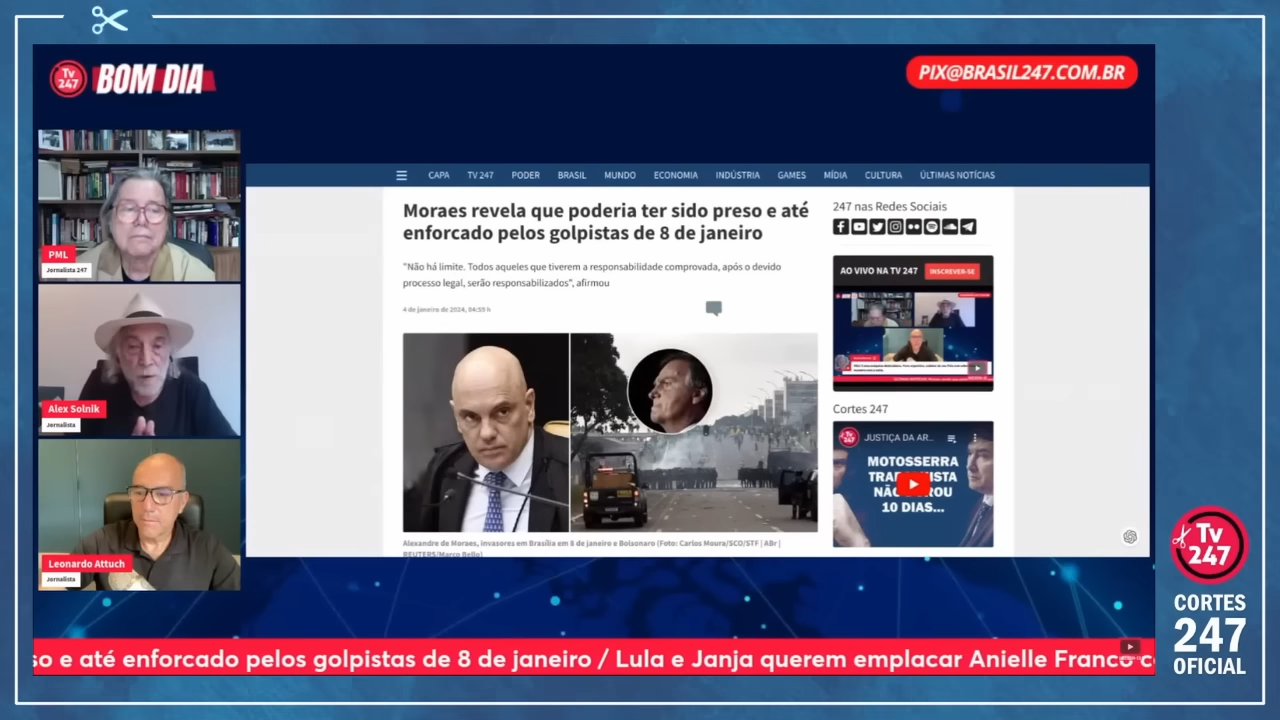 Tv 247 BOM DIA
PIX@BRASIL247.COM.BR
PML
Jornalista 247
Alex Solnik
Jornalista
Leonardo Attuch
Jornalista
CAPA TV 247 PODER BRASIL MUNDO ECONOMIA INDÚSTRIA GAMES MÍDIA CULTURA ÚLTIMAS NOTÍCIAS
Moraes revela que poderia ter sido preso e até
enforcado pelos golpistas de 8 de janeiro
"Não há limite. Todos aqueles que tiverem a responsabilidade comprovada, após o devido
processo legal, serão responsabilizados", afirmou
4 de janeiro de 2024, 04:55 h
Alexandre de Moraes, invasores em Brasília em 8 de janeiro e Bolsonaro (Foto: Carlos Moura/SCO/STF | ABr |
REUTERS/Marco Bello)
247 nas Redes Sociais
AO VIVO NA TV 247 INSCREVER-SE
Cortes 247
Tv 247 JUSTIÇA DA AR...
MOTOSSERRA
10 DIAS...
so e até enforcado pelos golpistas de 8 de janeiro / Lula e Janja querem emplacar Anielle Franco c
Tv 247
CORTES
247
OFICIAL